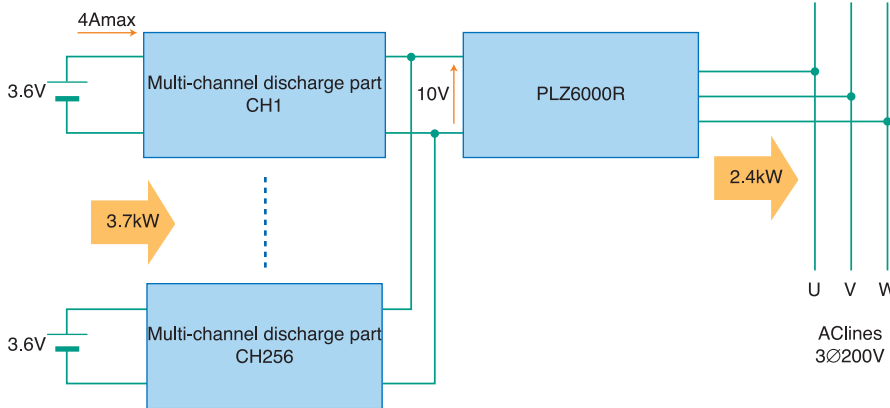 4Amax
3.6V
Multi-channel discharge part
CH1
10V
PLZ6000R
3.7kW
2.4kW
3.6V
Multi-channel discharge part
CH256
U V W
AClines
3∅200V